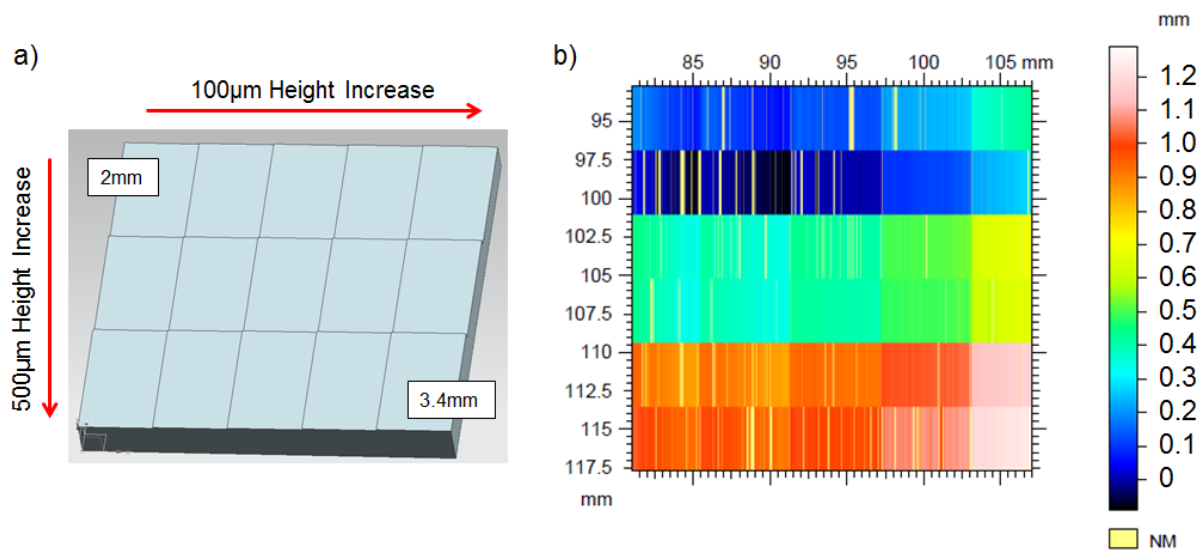 a)
100µm Height Increase
500µm Height Increase
2mm
3.4mm
b)
85 90 95 100 105 mm
95
97.5
100
102.5
105
107.5
110
112.5
115
117.5
mm
mm
1.2
1.1
1.0
0.9
0.8
0.7
0.6
0.5
0.4
0.3
0.2
0.1
0
NM